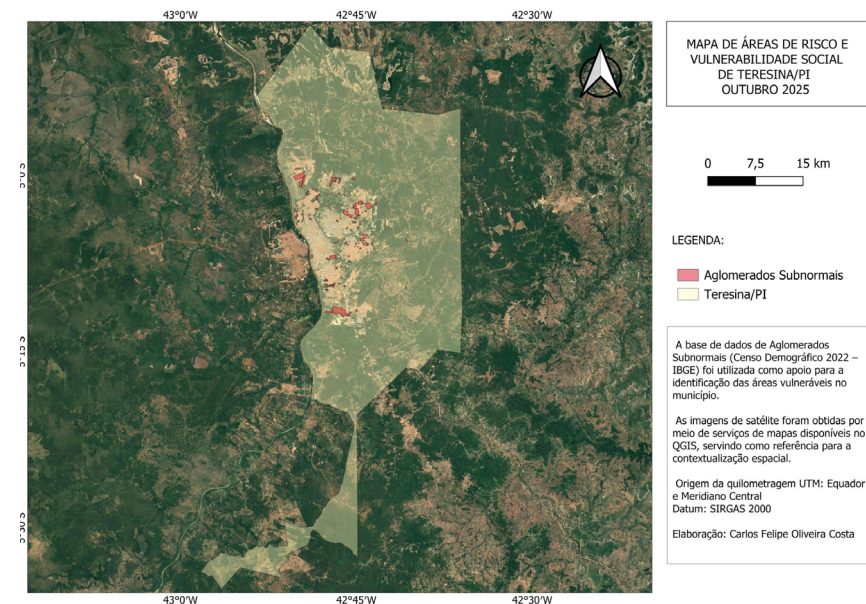 43°0'W 42°45'W 42°30'W
MAPA DE ÁREAS DE RISCO E
VULNERABILIDADE SOCIAL
DE TERESINA/PI
OUTUBRO 2025
0 7,5 15 km
LEGENDA:
Aglomerados Subnormais
Teresina/PI
A base de dados de Aglomerados
Subnormais (Censo Demográfico 2022 –
IBGE) foi utilizada como apoio para a
identificação das áreas vulneráveis no
município.
As imagens de satélite foram obtidas por
meio de serviços de mapas disponíveis no
QGIS, servindo como referência para a
contextualização espacial.
Origem da quilometragem UTM: Equador
e Meridiano Central
Datum: SIRGAS 2000
Elaboração: Carlos Felipe Oliveira Costa
43°0'W 42°45'W 42°30'W